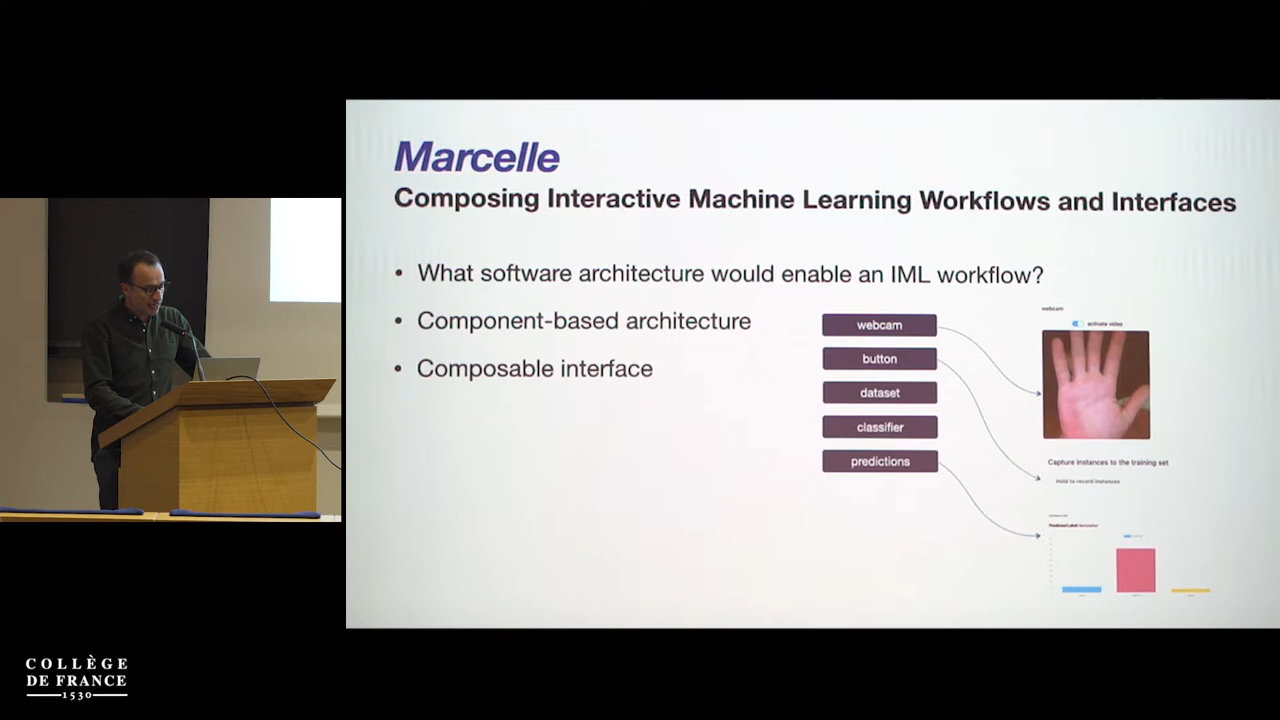 Marcelle
Composing Interactive Machine Learning Workflows and Interfaces
• What software architecture would enable an IML workflow?
• Component-based architecture
• Composable interface
webcam
button
dataset
classifier
predictions
webcam
activate video
Capture instances to the training set
Hold to record instances
COLLÈGE
DE FRANCE
1530